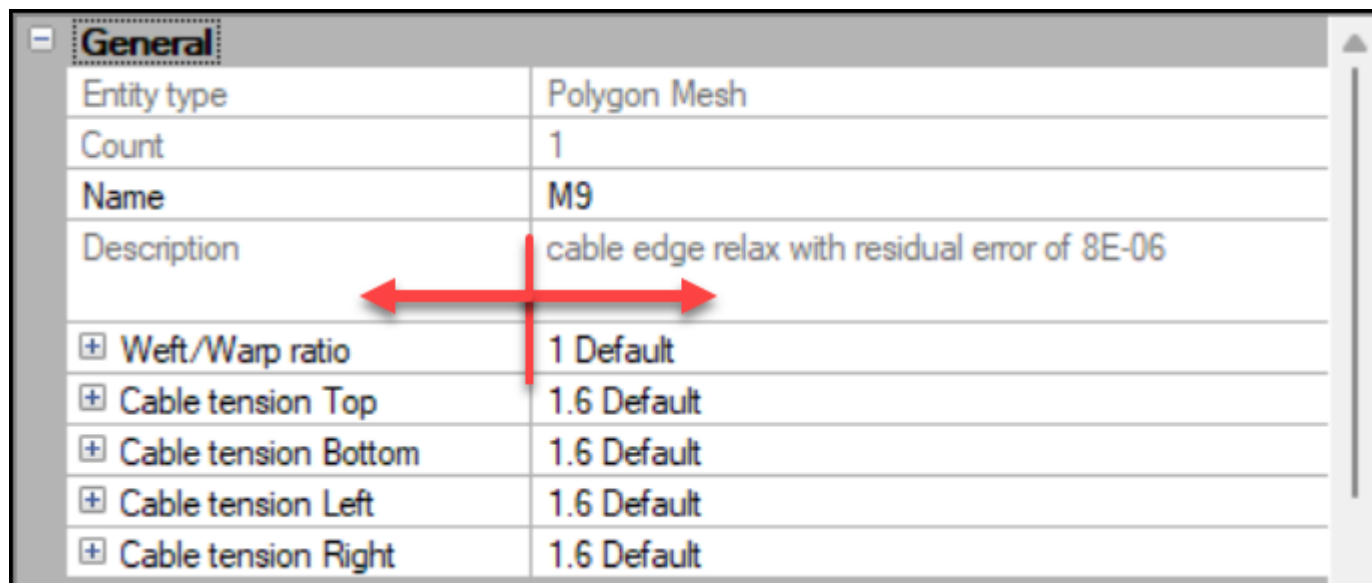 General
Entity type Polygon Mesh
Count 1
Name M9
Description cable edge relax with residual error of 8E-06
Weft/Warp ratio 1 Default
Cable tension Top 1.6 Default
Cable tension Bottom 1.6 Default
Cable tension Left 1.6 Default
Cable tension Right 1.6 Default